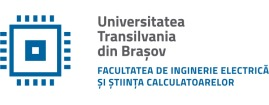 Universitatea
Transilvania
din Brașov
FACULTATEA DE INGINERIE ELECTRICĂ
ȘI ȘTIINȚA CALCULATOARELOR